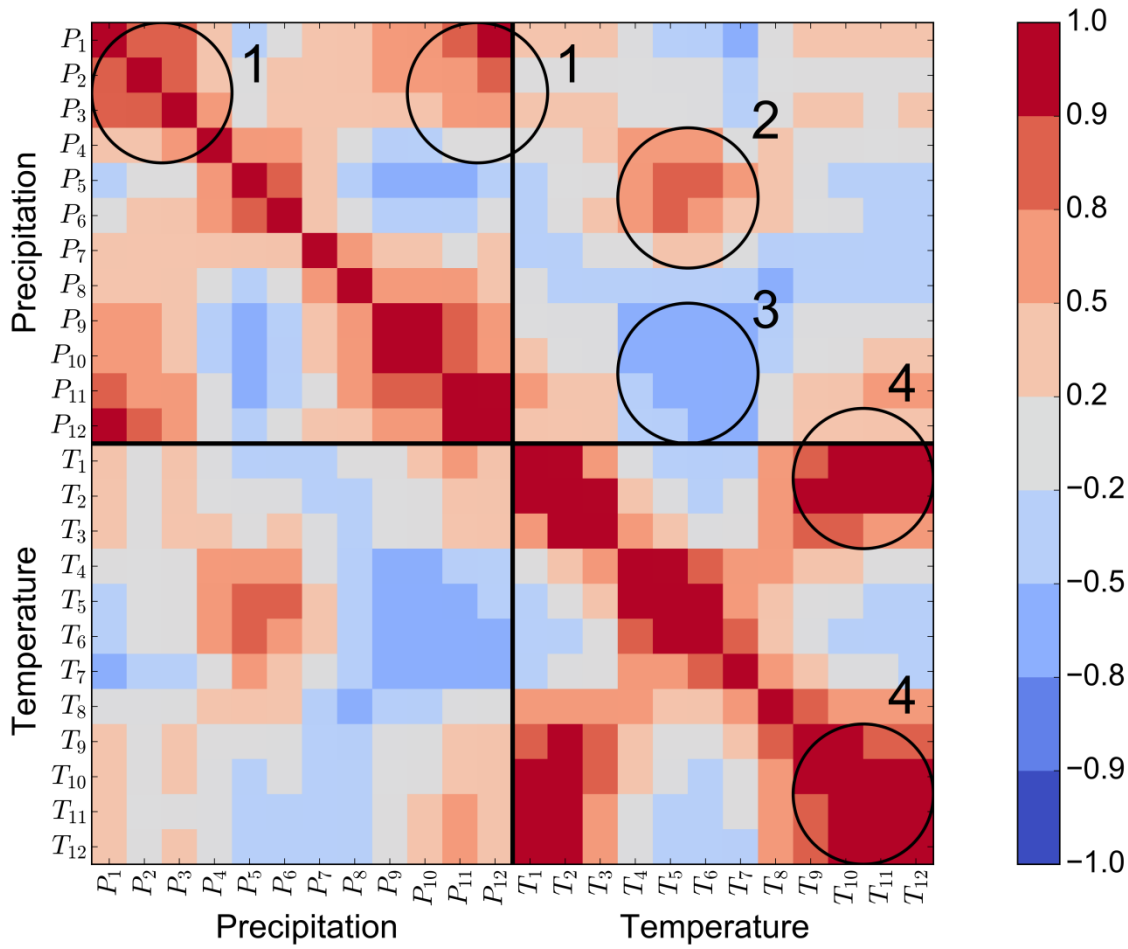 P1
P2
P3
P4
P5
P6
P7
P8
P9
P10
P11
P12
T1
T2
T3
T4
T5
T6
T7
T8
T9
T10
T11
T12
Precipitation
Temperature
1
1
2
3
4
4
P1 P2 P3 P4 P5 P6 P7 P8 P9 P10 P11 P12 T1 T2 T3 T4 T5 T6 T7 T8 T9 T10 T11 T12
Precipitation Temperature
1.0
0.9
0.8
0.5
0.2
−0.2
−0.5
−0.8
−0.9
−1.0